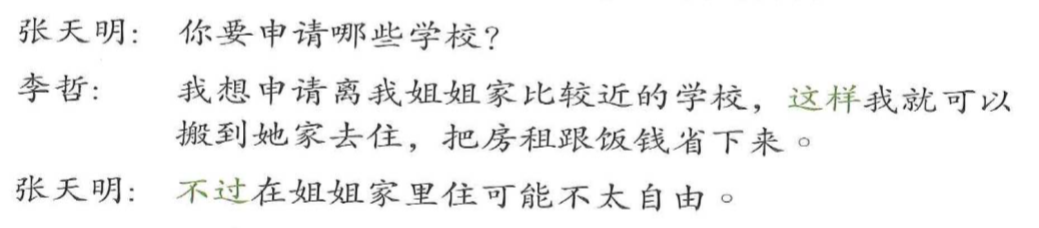 张天明: 你要申请哪些学校?
李哲: 我想申请离我姐姐家比较近的学校，这样我就可以
搬到她家去住，把房租跟饭钱省下来。
张天明: 不过在姐姐家里住可能不太自由。